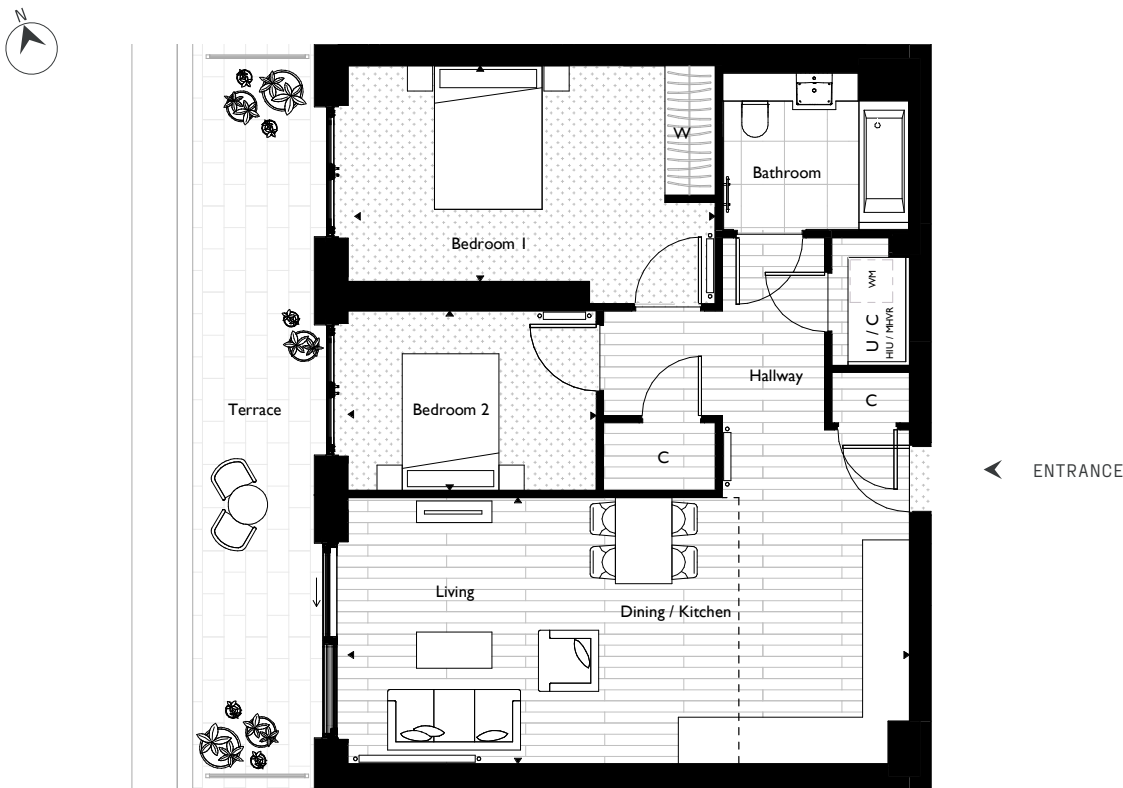 N
W
Bathroom
Bedroom 1
WM
U / C
HIU / MHVR
Hallway
Terrace
Bedroom 2
C
C
ENTRANCE
Living
Dining / Kitchen